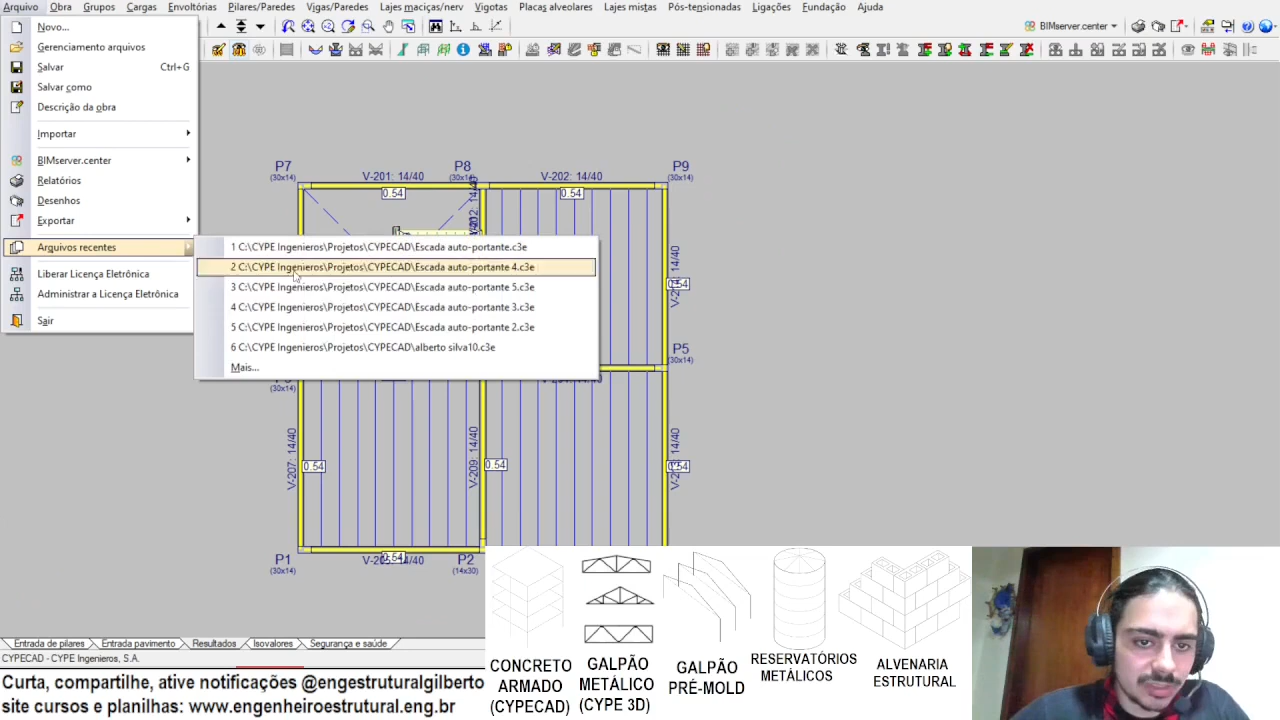 Arquivo Obra Grupos Cargas Envoltórias Pilares/Paredes Vigas/Paredes Lajes maciças/nerv Vigotas Placas alveolares Lajes mistas Pós-tensionadas Ligações Fundação Ajuda
BIMserver.center
Novo...
Gerenciamento arquivos
Salvar Ctrl+G
Salvar como
Descrição da obra
Importar
BIMserver.center
Relatórios
Desenhos
Exportar
Arquivos recentes
Liberar Licença Eletrônica
Administrar a Licença Eletrônica
Sair
1 C:\CYPE Ingenieros\Projetos\CYPECAD\Escada auto-portante.c3e
2 C:\CYPE Ingenieros\Projetos\CYPECAD\Escada auto-portante 4.c3e
3 C:\CYPE Ingenieros\Projetos\CYPECAD\Escada auto-portante 5.c3e
4 C:\CYPE Ingenieros\Projetos\CYPECAD\Escada auto-portante 3.c3e
5 C:\CYPE Ingenieros\Projetos\CYPECAD\Escada auto-portante 2.c3e
6 C:\CYPE Ingenieros\Projetos\CYPECAD\alberto silva10.c3e
Mais...
P7 P8 P9
(30x14) (30x14) (30x14)
V-201: 14/40 V-202: 14/40
0.54 0.54
P5
(30x14)
(30x14)
V-207: 14/40
V-209: 14/40
0.54 0.54
P1 0.54 P2
(30x14) (14x30)
Entrada de pilares Entrada pavimento Resultados Isovalores Segurança e saúde
CYPECAD - CYPE Ingenieros, S.A.
Curta, compartilhe, ative notificações @engestruturalgilberto
site cursos e planilhas: www.engenheiroestrutural.eng.br
CONCRETO
ARMADO
(CYPECAD)
GALPÃO
METÁLICO
(CYPE 3D)
GALPÃO
PRÉ-MOLD
RESERVATÓRIOS
METÁLICOS
ALVENARIA
ESTRUTURAL